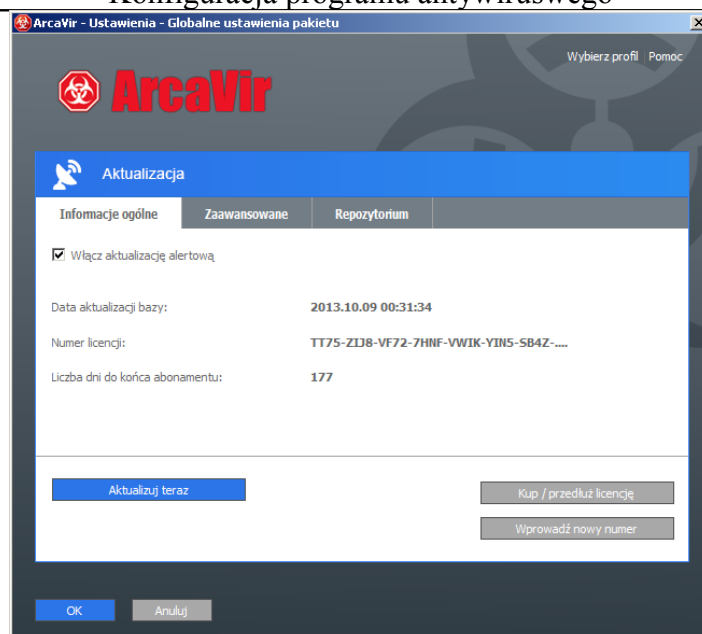 Konfiguracja programu antywiruswego
ArcaVir - Ustawienia - Globalne ustawienia pakietu
Wybierz profil | Pomoc
ArcaVir
Aktualizacja
Informacje ogólne Zaawansowane Repozytorium
Włącz aktualizację alertową
Data aktualizacji bazy: 2013.10.09 00:31:34
Numer licencji: TT75-ZIJ8-VF72-7HNF-VWIK-YIN5-SB4Z-....
Liczba dni do końca abonamentu: 177
Aktualizuj teraz
Kup / przedłuż licencję
Wprowadź nowy numer
OK Anuluj